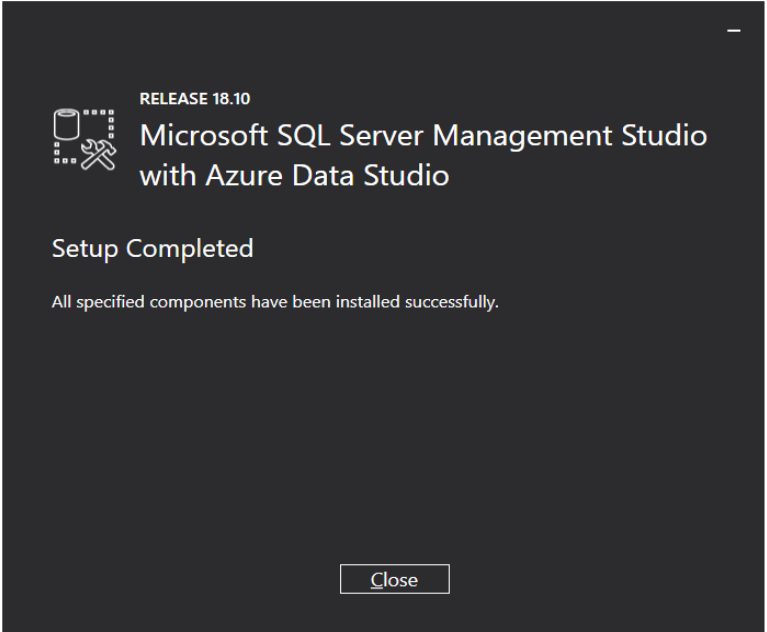 RELEASE 18.10
Microsoft SQL Server Management Studio
with Azure Data Studio
Setup Completed
All specified components have been installed successfully.
Close